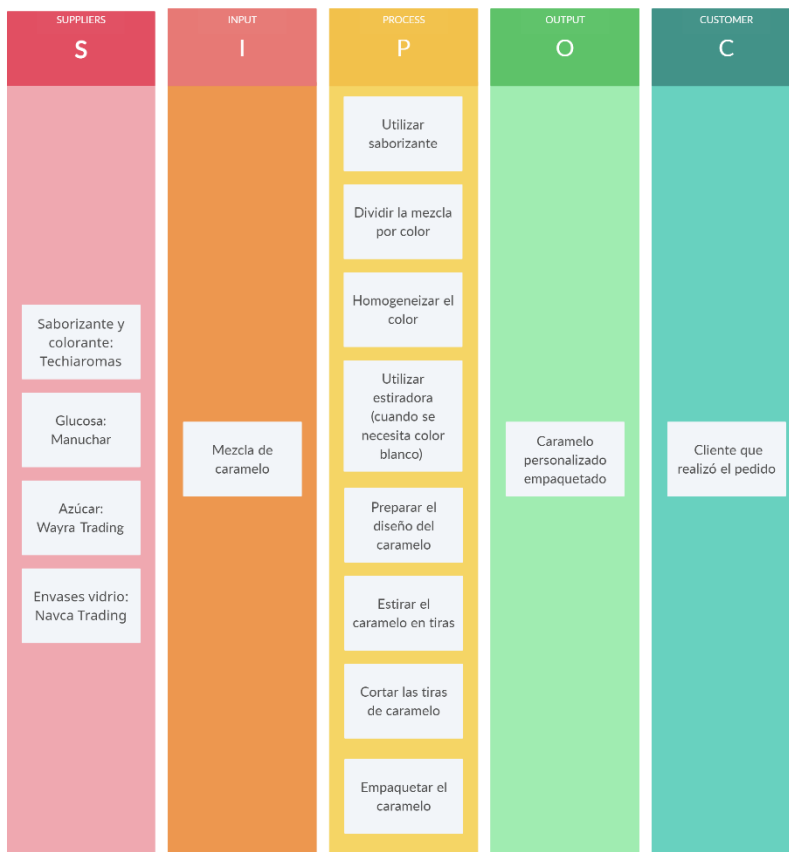 SUPPLIERS
S
Saborizante y
colorante:
Techiaromas
Glucosa:
Manuchar
Azúcar:
Wayra Trading
Envases vidrio:
Navca Trading
INPUT
I
Mezcla de
caramelo
PROCESS
P
Utilizar
saborizante
Dividir la mezcla
por color
Homogeneizar el
color
Utilizar
estiradora
(cuando se
necesita color
blanco)
Preparar el
diseño del
caramelo
Estirar el
caramelo en tiras
Cortar las tiras
de caramelo
Empaquetar el
caramelo
OUTPUT
O
Caramelo
personalizado
empaquetado
CUSTOMER
C
Cliente que
realizó el pedido